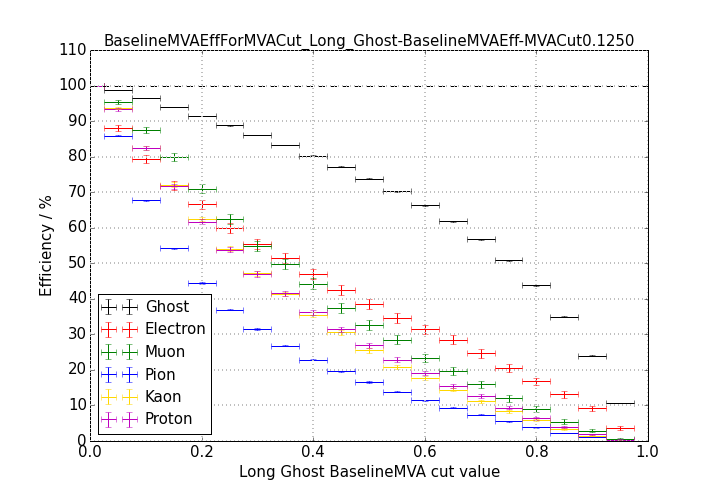 BaselineMVAEffForMVACut_Long_Ghost-BaselineMVAEff-MVACut0.1250
110
100
90
80
70
60
50
40
30
20
10
0
Efficiency / %
Ghost
Electron
Muon
Pion
Kaon
Proton
0.0 0.2 0.4 0.6 0.8 1.0
Long Ghost BaselineMVA cut value